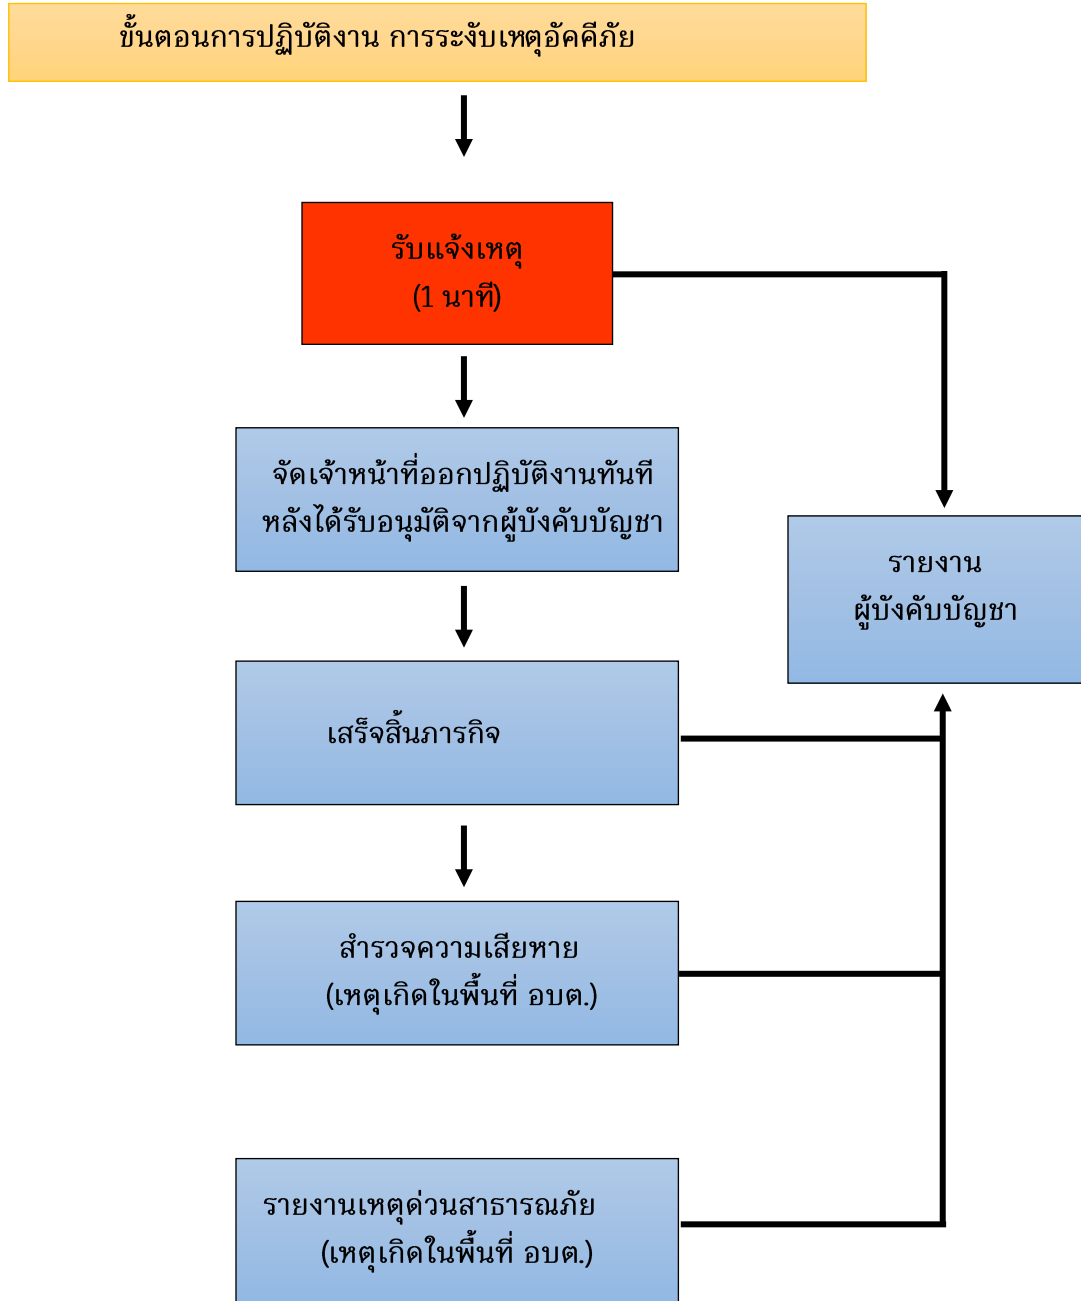 ขั้นตอนการปฏิบัติงาน การระงับเหตุอัคคีภัย
รับแจ้งเหตุ
(1 นาที)
จัดเจ้าหน้าที่ออกปฏิบัติงานทันที
หลังได้รับอนุมัติจากผู้บังคับบัญชา
รายงาน
ผู้บังคับบัญชา
เสร็จสิ้นภารกิจ
สำรวจความเสียหาย
(เหตุเกิดในพื้นที่ อบต.)
รายงานเหตุด่วนสาธารณภัย
(เหตุเกิดในพื้นที่ อบต.)